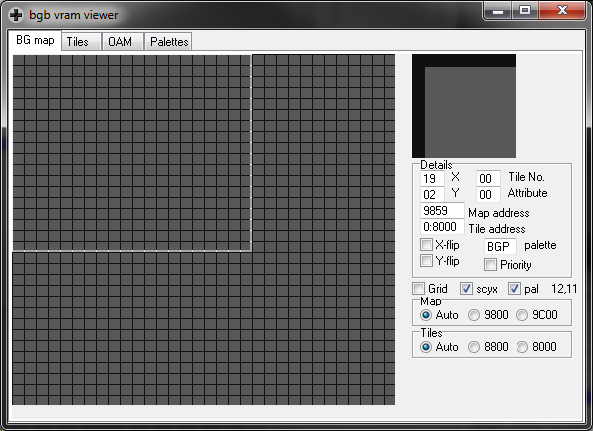 bgb vram viewer
BG map Tiles OAM Palettes
Details
19 X 00 Tile No.
02 Y 00 Attribute
9859 Map address
0:8000 Tile address
X-flip BGP palette
Y-flip Priority
Grid scyx pal 12,11
Map
Auto 9800 9C00
Tiles
Auto 8800 8000